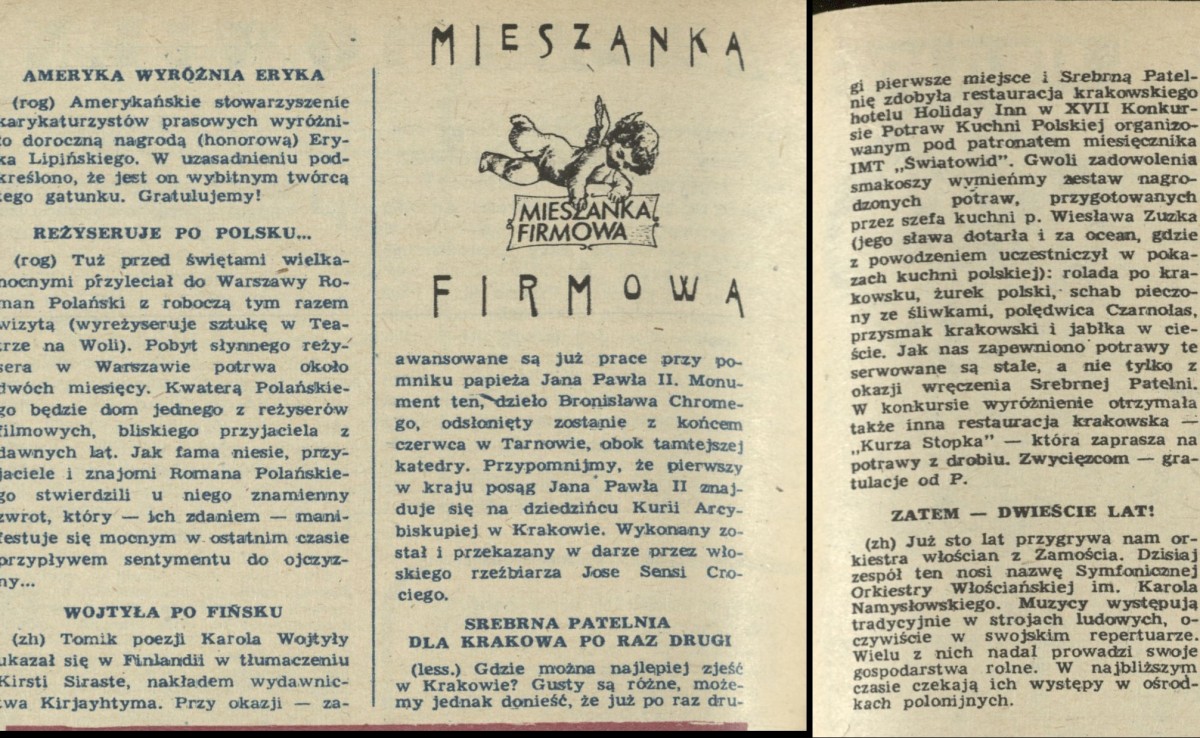 AMERYKA WYRÓŻNIA ERYKA
(rog) Amerykańskie stowarzyszenie
karykaturzystów prasowych wyróżni-
to doroczną nagrodą (honorową) Ery-
ka Lipińskiego. W uzasadnieniu pod-
kreślono, że jest on wybitnym twórcą
tego gatunku. Gratulujemy!
REŻYSERUJE PO POLSKU...
(rog) Tuż przed świętami wielka-
nocnymi przyleciał do Warszawy Ro-
man Polański z roboczą tym razem
wizytą (wyreżyseruje sztukę w Tea-
trze na Woli). Pobyt słynnego reży-
sera w Warszawie potrwa około
dwóch miesięcy. Kwaterą Polańskie-
go będzie dom jednego z reżyserów
filmowych, bliskiego przyjaciela z
dawnych lat. Jak fama niesie, przy-
jaciele i znajomi Romana Polańskie-
go stwierdzili u niego znamienny
zwrot, który — ich zdaniem — mani-
festuje się mocnym w ostatnim czasie
przypływem sentymentu do ojczyz-
ny...
WOJTYŁA PO FIŃSKU
(zh) Tomik poezji Karola Wojtyły
ukazał się w Finlandii w tłumaczeniu
Kirsti Siraste, nakładem wydawnic-
twa Kirjayhtyma. Przy okazji — za-
MIESZANKA
MIESZANKA
FIRMOWA
FIRMOWA
awansowane są już prace przy po-
mniku papieża Jana Pawła II. Monu-
ment ten, dzieło Bronisława Chrome-
go, odsłonięty zostanie z końcem
czerwca w Tarnowie, obok tamtejszej
katedry. Przypomnijmy, że pierwszy
w kraju posąg Jana Pawła II znaj-
duje się na dziedzińcu Kurii Arcy-
biskupiej w Krakowie. Wykonany zo-
stał i przekazany w darze przez wło-
skiego rzeźbiarza Jose Sensi Cro-
ciego.
SREBRNA PATELNIA
DLA KRAKOWA PO RAZ DRUGI
(less.) Gdzie można najlepiej zjeść
w Krakowie? Gusty są różne, może-
my jednak donieść, że już po raz dru-
gi pierwsze miejsce i Srebrną Patel-
nię zdobyła restauracja krakowskiego
hotelu Holiday Inn w XVII Konkur-
sie Potraw Kuchni Polskiej organizo-
wanym pod patronatem miesięcznika
IMT „Światowid". Gwoli zadowolenia
smakoszy wymieńmy zestaw nagro-
dzonych potraw, przygotowanych
przez szefa kuchni p. Wiesława Zuzka
(jego sława dotarła i za ocean, gdzie
z powodzeniem uczestniczył w poka-
zach kuchni polskiej): rolada po kra-
kowsku, żurek polski, schab pieczo-
ny ze śliwkami, polędwica Czarnolas,
przysmak krakowski i jabłka w cie-
ście. Jak nas zapewniono potrawy te
serwowane są stale, a nie tylko z
okazji wręczenia Srebrnej Patelni.
W konkursie wyróżnienie otrzymała
także inna restauracja krakowska —
„Kurza Stopka" — która zaprasza na
potrawy z drobiu. Zwycięzcom — gra-
tulacje od P.
ZATEM — DWIEŚCIE LAT!
(zh) Już sto lat przygrywa nam or-
kiestra włościan z Zamościa. Dzisiaj
zespół ten nosi nazwę Symfonicznej
Orkiestry Włościańskiej im. Karola
Namysłowskiego. Muzycy występują
tradycyjnie w strojach ludowych, o-
czywiście w swojskim repertuarze.
Wielu z nich nadal prowadzi swoje
gospodarstwa rolne. W najbliższym
czasie czekają ich występy w ośrod-
kach polonijnych.